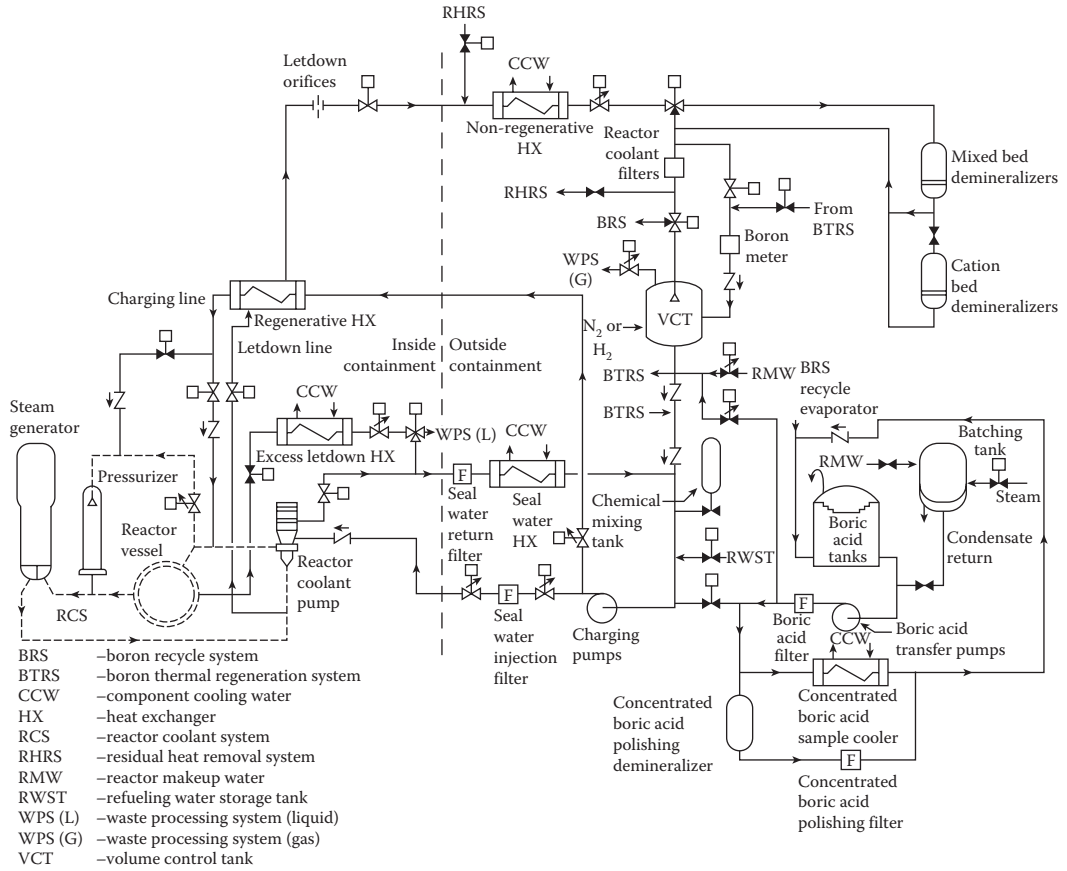 RHRS
Letdown
orifices
CCW
Non-regenerative
HX
Reactor
coolant
filters
Mixed bed
demineralizers
RHRS
From
BTRS
BRS
Boron
meter
WPS
(G)
Cation
bed
demineralizers
Charging line
Regenerative HX
VCT
N2 or
H2
Letdown line
Inside
containment
Outside
containment
BTRS
RMW
BRS
recycle
evaporator
CCW
BTRS
Steam
generator
WPS (L)
Excess letdown HX
CCW
Batching
tank
Pressurizer
F
RMW
Steam
Seal
water
return
filter
Seal
water
HX
Chemical
mixing
tank
Reactor
vessel
Boric
acid
tanks
Condensate
return
RWST
Reactor
coolant
pump
RCS
F
Seal
water
injection
filter
Charging
pumps
F
Boric
acid
filter
CCW
Boric acid
transfer pumps
BRS –boron recycle system
BTRS –boron thermal regeneration system
CCW –component cooling water
HX –heat exchanger
RCS –reactor coolant system
RHRS –residual heat removal system
RMW –reactor makeup water
RWST –refueling water storage tank
WPS (L) –waste processing system (liquid)
WPS (G) –waste processing system (gas)
VCT –volume control tank
Concentrated
boric acid
polishing
demineralizer
Concentrated
boric acid
sample cooler
F
Concentrated
boric acid
polishing filter